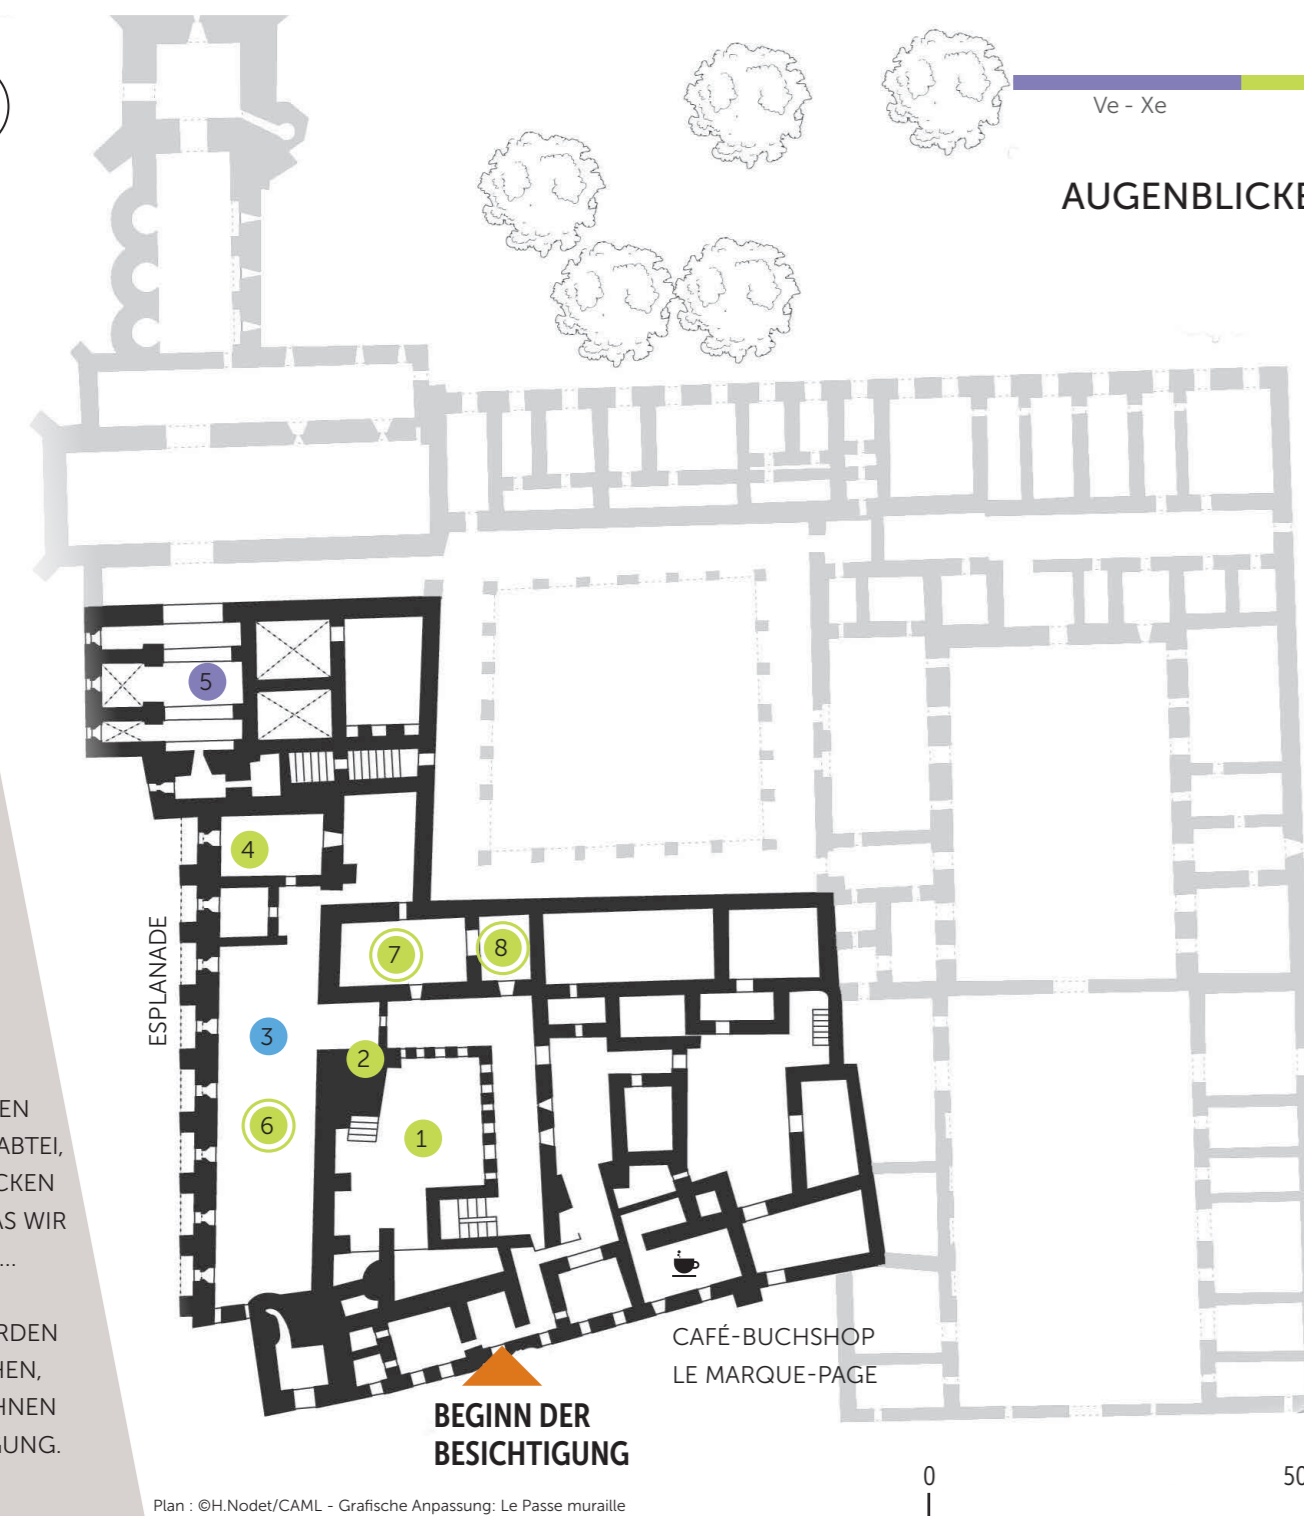 Ve - Xe
AUGENBLICKE
5
4
ESPLANADE
7
8
3
2
6
1
EN
ABTEI,
CKEN
AS WIR
...
RDEN
HEN,
HNEN
GUNG.
CAFÉ-BUCHSHOP
LE MARQUE-PAGE
BEGINN DER
BESICHTIGUNG
0
50
Plan : ©H.Nodet/CAML - Grafische Anpassung: Le Passe muraille